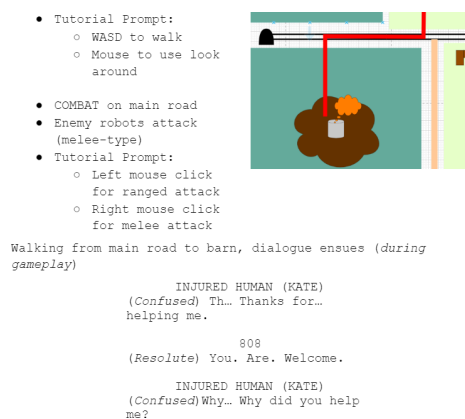 ● Tutorial Prompt:
○ WASD to walk
○ Mouse to use look
around
● COMBAT on main road
● Enemy robots attack
(melee-type)
● Tutorial Prompt:
○ Left mouse click
for ranged attack
○ Right mouse click
for melee attack
Walking from main road to barn, dialogue ensues (during
gameplay)
INJURED HUMAN (KATE)
(Confused) Th… Thanks for…
helping me.
808
(Resolute) You. Are. Welcome.
INJURED HUMAN (KATE)
(Confused)Why… Why did you help
me?